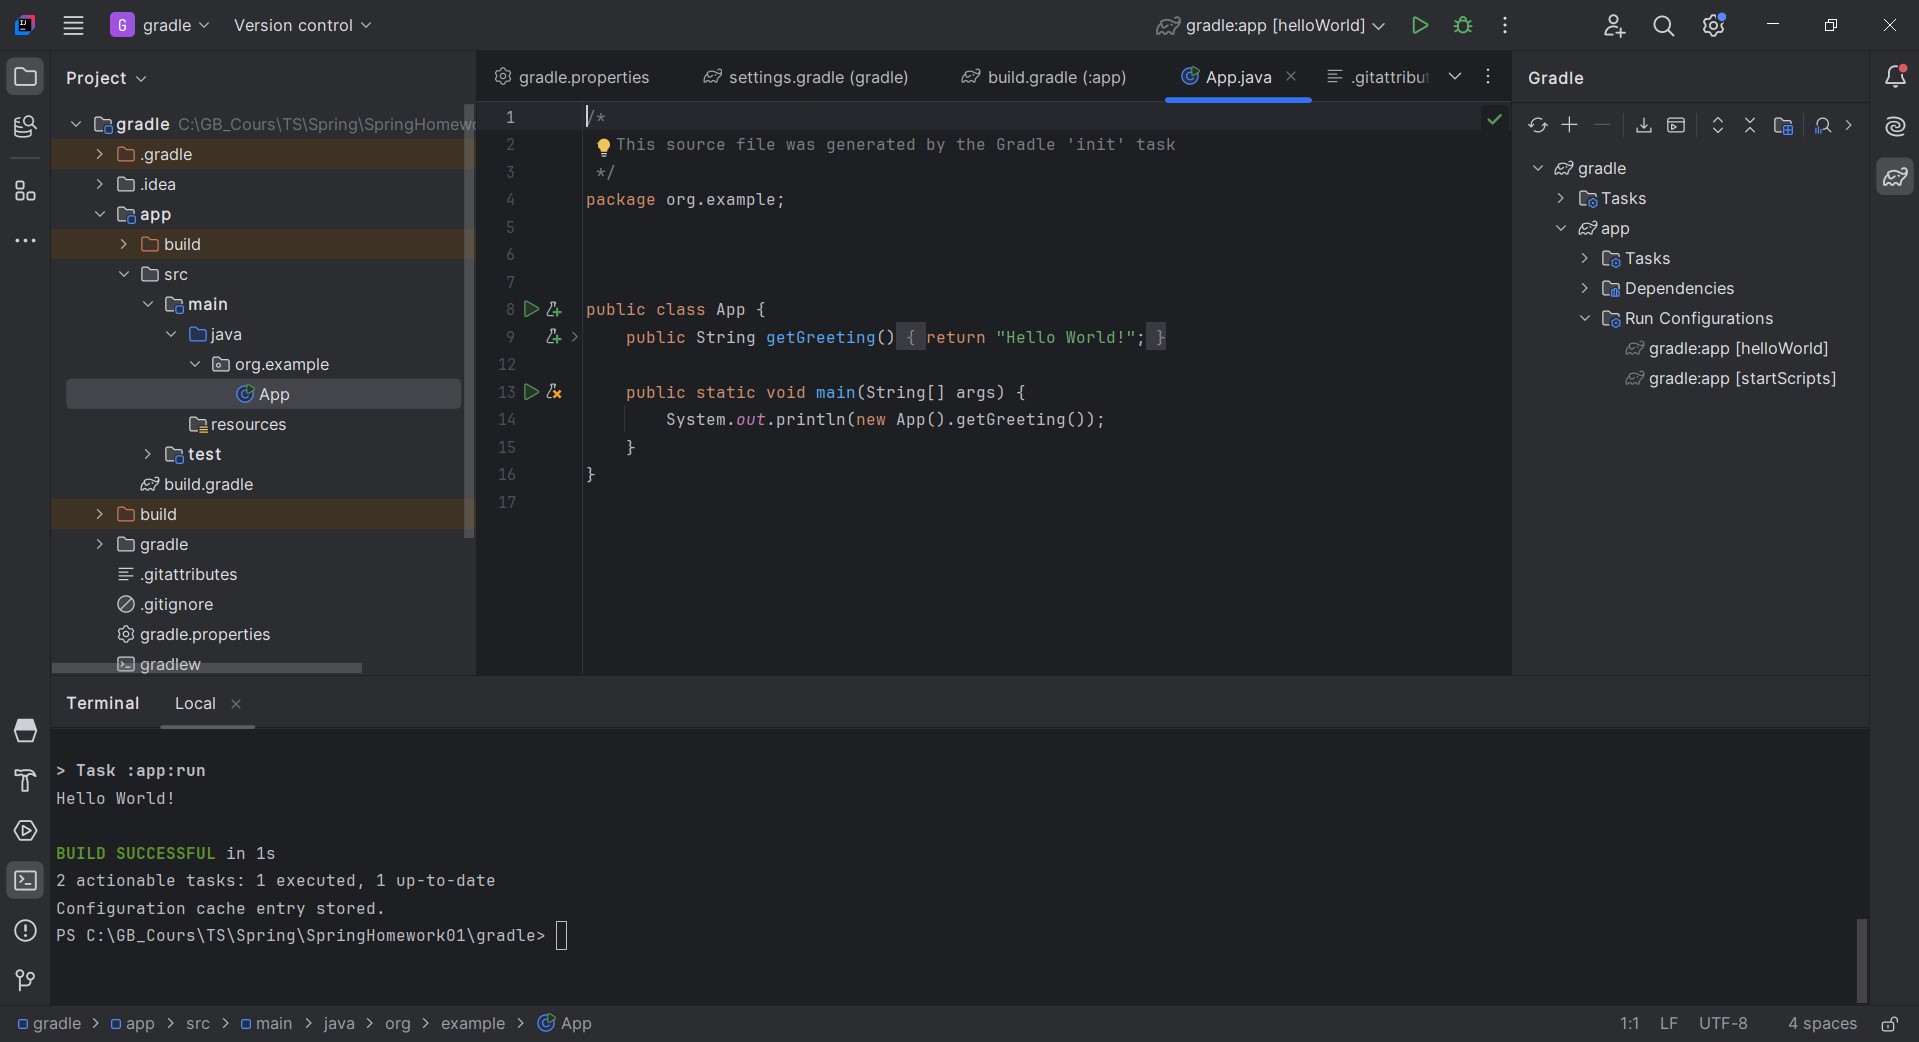 G gradle Version control gradle:app [helloWorld]
Project
gradle C:\GB_Cours\TS\Spring\SpringHomew
.gradle
.idea
app
build
src
main
java
org.example
App
resources
test
build.gradle
build
gradle
.gitattributes
.gitignore
gradle.properties
gradlew
gradle.properties settings.gradle (gradle) build.gradle (:app) App.java .gitattribu
1 /*
2 This source file was generated by the Gradle 'init' task
3 */
4 package org.example;
5
6
7
8 public class App {
9 public String getGreeting() { return "Hello World!"; }
12
13 public static void main(String[] args) {
14 System.out.println(new App().getGreeting());
15 }
16 }
17
Gradle
gradle
Tasks
app
Tasks
Dependencies
Run Configurations
gradle:app [helloWorld]
gradle:app [startScripts]
Terminal Local
> Task :app:run
Hello World!
BUILD SUCCESSFUL in 1s
2 actionable tasks: 1 executed, 1 up-to-date
Configuration cache entry stored.
PS C:\GB_Cours\TS\Spring\SpringHomework01\gradle>
gradle > app > src > main > java > org > example > App 1:1 LF UTF-8 4 spaces